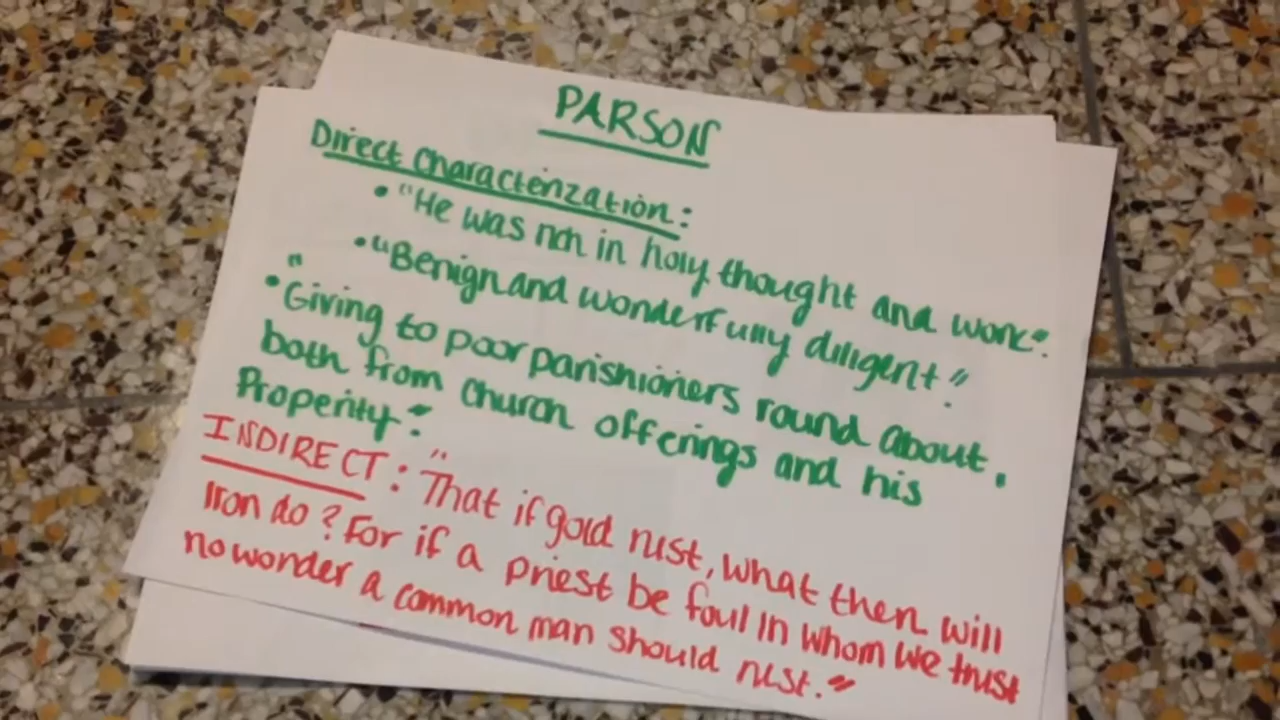 PARSON
Direct Characterization:
• "He was rich in holy thought and work".
• "Benign and wonderfully diligent".
• "Giving to poor parishioners round about,
both from church offerings and his
Properity".
INDIRECT: "That if gold rust, what then will
Iron do? For if a priest be foul in whom we trust
no wonder a common man should rust."